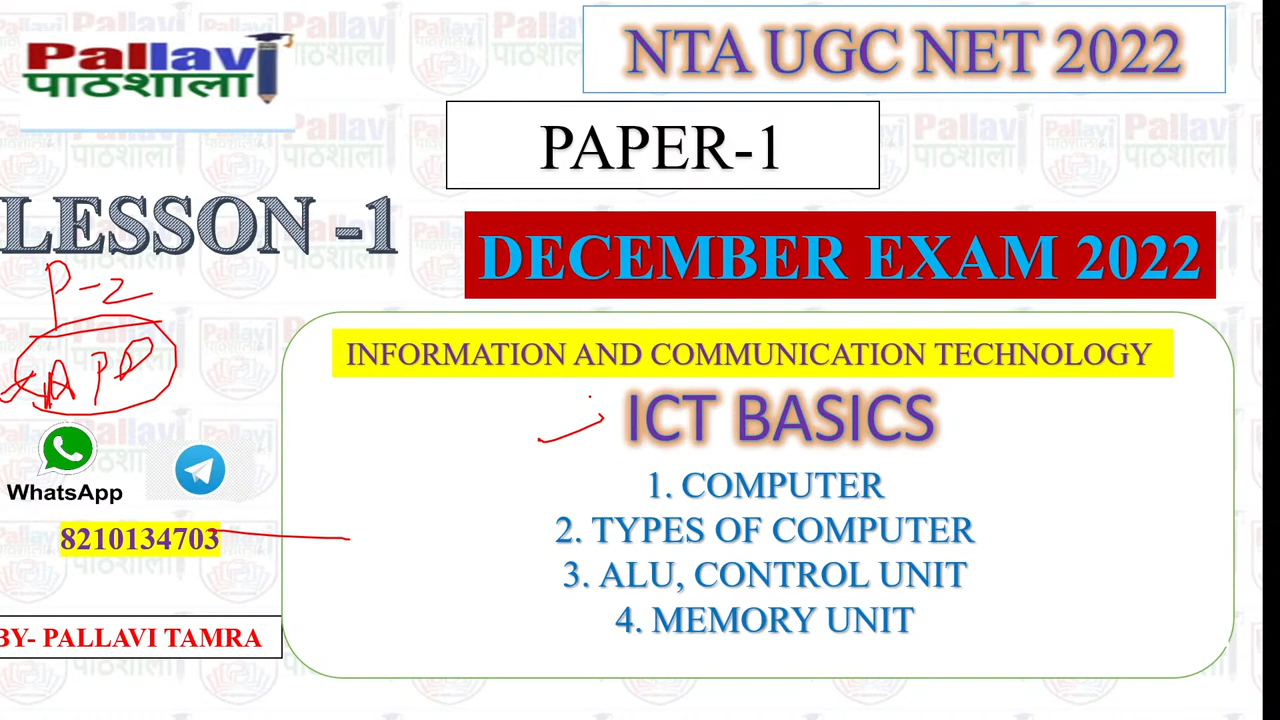 Pallavi
पाठशाला
NTA UGC NET 2022
PAPER-1
LESSON -1
DECEMBER EXAM 2022
P-2
APP
INFORMATION AND COMMUNICATION TECHNOLOGY
ICT BASICS
1. COMPUTER
2. TYPES OF COMPUTER
3. ALU, CONTROL UNIT
4. MEMORY UNIT
WhatsApp
8210134703
BY- PALLAVI TAMRA